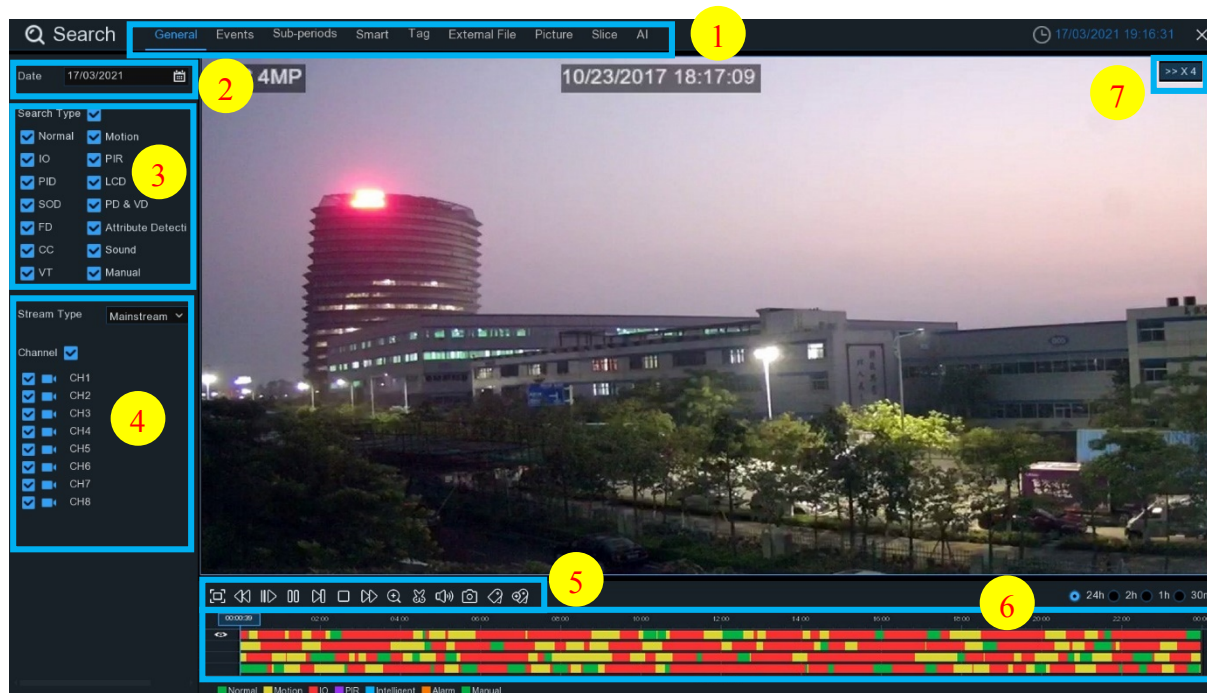 Search General Events Sub-periods Smart Tag External File Picture Slice AI 1 17/03/2021 19:16:31
Date 17/03/2021 2
4MP 10/23/2017 18:17:09 >> X 4
7
Search Type
Normal Motion
IO PIR
3
PID LCD
SOD PD & VD
FD Attribute Detecti
CC Sound
VT Manual
Stream Type Mainstream
Channel
CH1
CH2
CH3
CH4
4
CH5
CH6
CH7
CH8
5
24h 2h 1h 30m
6
00:00:39 02:00 04:00 06:00 08:00 10:00 12:00 14:00 16:00 18:00 20:00 22:00 00:0
Normal Motion IO PIR Intelligent Alarm Manual